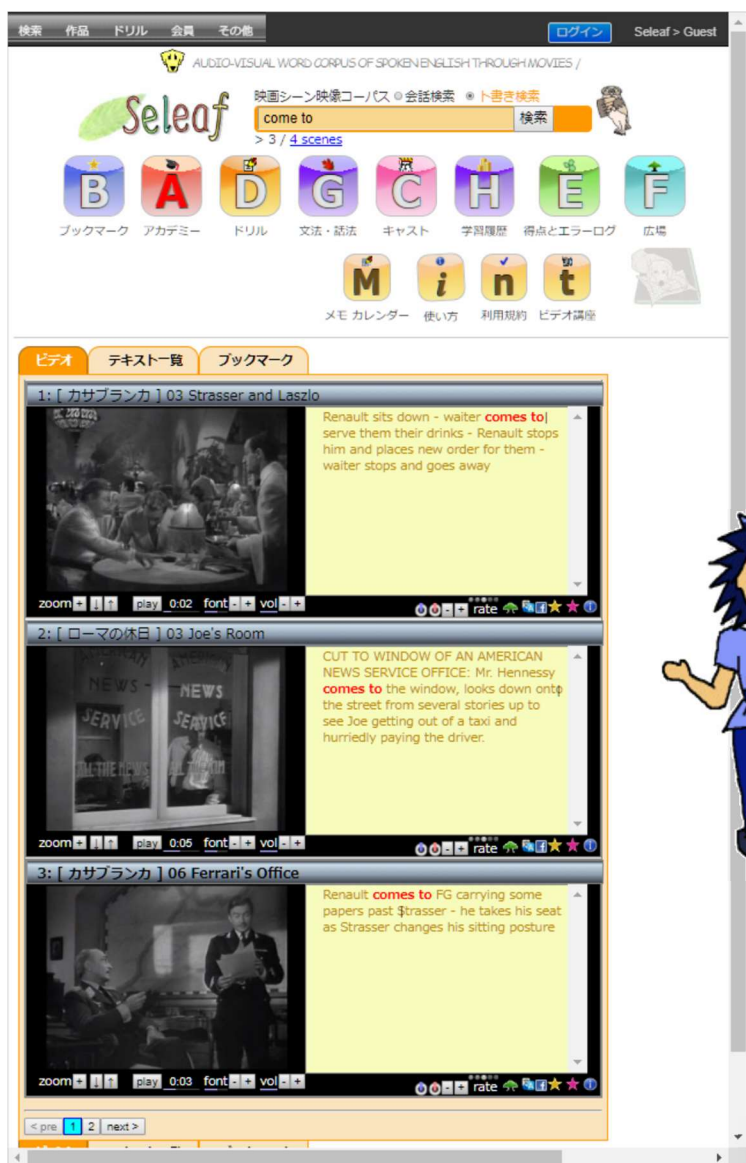 検索 作品 ドリル 会員 その他 ログイン Seleaf > Guest
AUDIO-VISUAL WORD CORPUS OF SPOKEN ENGLISH THROUGH MOVIES /
Seleaf
映画シーン映像コーパス 会話検索 ト書き検索
come to 検索
> 3 / 4 scenes
B A D G C H E F
ブックマーク アカデミー ドリル 文法・話法 キャスト 学習履歴 得点とエラーログ 広場
M i n t
メモ カレンダー 使い方 利用規約 ビデオ講座
ビデオ テキスト一覧 ブックマーク
1: [ カサブランカ ] 03 Strasser and Laszlo
Renault sits down - waiter comes to
serve them their drinks - Renault stops
him and places new order for them -
waiter stops and goes away
zoom + ↓ ↑ play 0:02 font - + vol - + - + rate
2: [ ローマの休日 ] 03 Joe's Room
AMERICAN AMERICAN
NEWS NEWS
SERVICE SERVICE
CUT TO WINDOW OF AN AMERICAN
NEWS SERVICE OFFICE: Mr. Hennessy
comes to the window, looks down onto
the street from several stories up to
see Joe getting out of a taxi and
hurriedly paying the driver.
zoom + ↓ ↑ play 0:05 font - + vol - + - + rate
3: [ カサブランカ ] 06 Ferrari's Office
Renault comes to FG carrying some
papers past Strasser - he takes his seat
as Strasser changes his sitting posture
zoom + ↓ ↑ play 0:03 font - + vol - + - + rate
< pre 1 2 next >